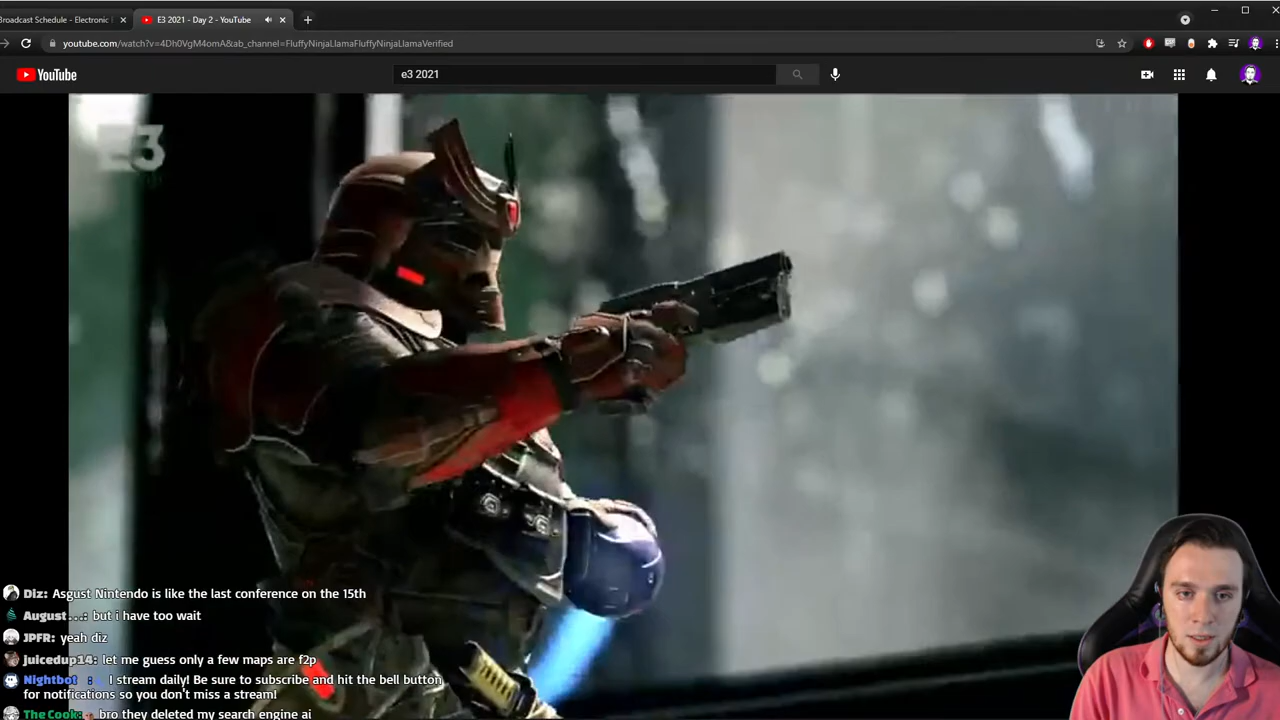 Broadcast Schedule - Electronic
E3 2021 - Day 2 - YouTube
youtube.com/watch?v=4Dh0VgM4omA&ab_channel=FluffyNinjaLlamaFluffyNinjaLlamaVerified
YouTube
e3 2021
E3
Diz: Asgust Nintendo is like the last conference on the 15th
August...: but i have too wait
JPFR: yeah diz
Juicedup14: let me guess only a few maps are f2p
Nightbot : I stream daily! Be sure to subscribe and hit the bell button
for notifications so you don't miss a stream!
The Cook: bro they deleted my search engine ai